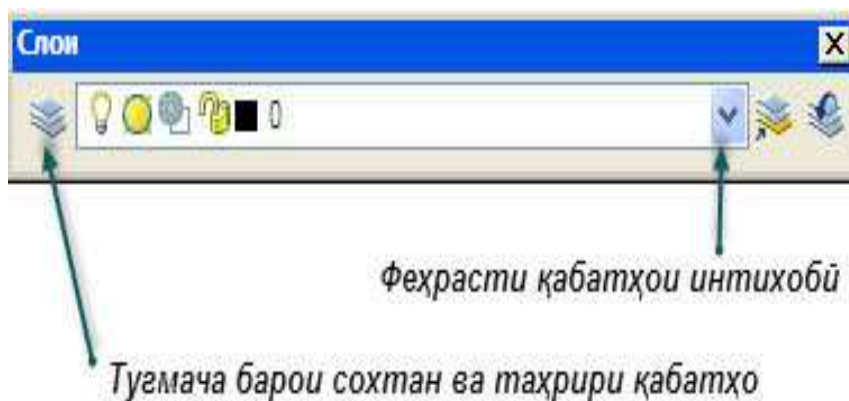 Слои
0
Феҳрасти қабатҳои интихобӣ
Тугмача барои сохтан ва таҳрири қабатҳо